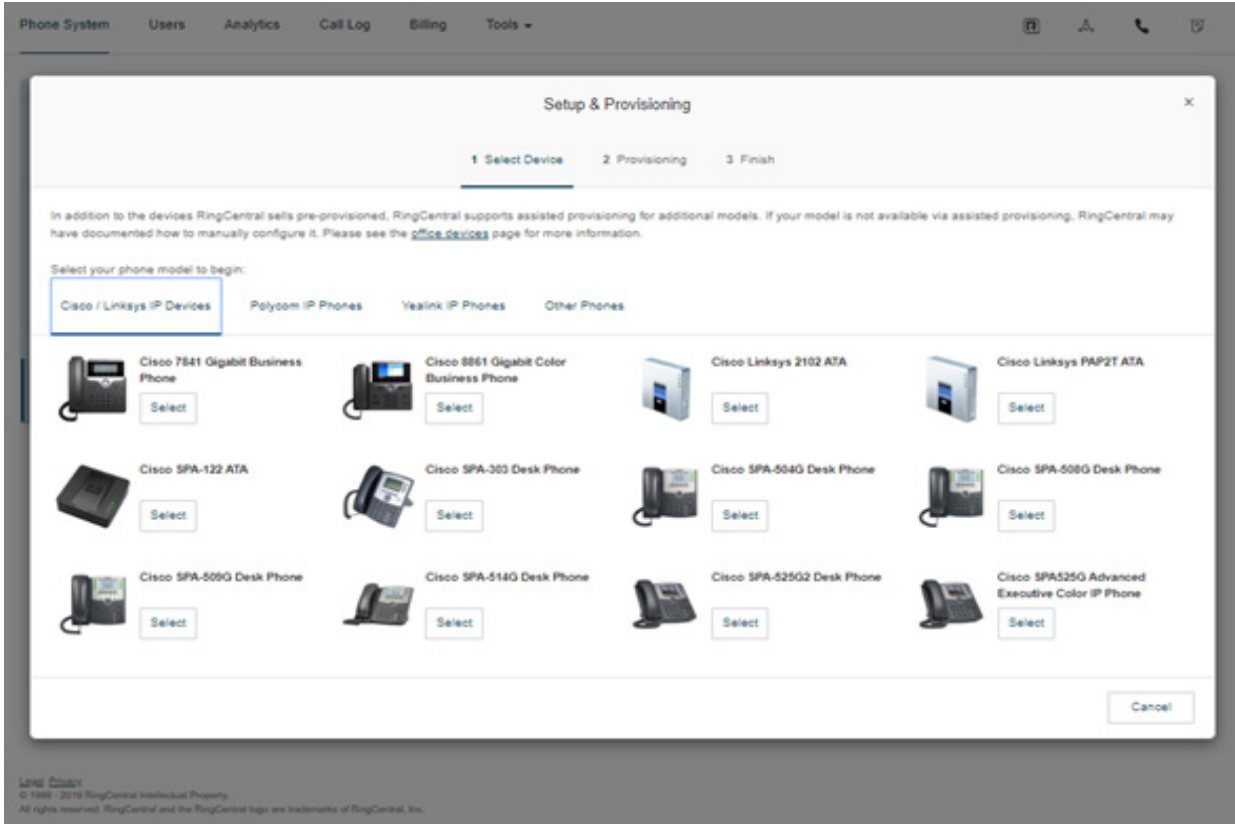 Phone System Users Analytics Call Log Billing Tools
Setup & Provisioning
×
1 Select Device 2 Provisioning 3 Finish
In addition to the devices RingCentral sells pre-provisioned, RingCentral supports assisted provisioning for additional models. If your model is not available via assisted provisioning, RingCentral may
have documented how to manually configure it. Please see the office devices page for more information.
Select your phone model to begin:
Cisco / Linksys IP Devices Polycom IP Phones Yealink IP Phones Other Phones
Cisco 7841 Gigabit Business
Phone
Select
Cisco 8861 Gigabit Color
Business Phone
Select
Cisco Linksys 2102 ATA
Select
Cisco Linksys PAP2T ATA
Select
Cisco SPA-122 ATA
Select
Cisco SPA-303 Desk Phone
Select
Cisco SPA-504G Desk Phone
Select
Cisco SPA-508G Desk Phone
Select
Cisco SPA-509G Desk Phone
Select
Cisco SPA-514G Desk Phone
Select
Cisco SPA-525G2 Desk Phone
Select
Cisco SPA525G Advanced
Executive Color IP Phone
Select
Cancel
Legal Privacy
© 1999 - 2019 RingCentral Intellectual Property
All rights reserved. RingCentral and the RingCentral logo are trademarks of RingCentral, Inc.